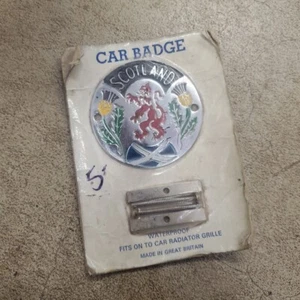 CAR BADGE
SCOTLAND
5
WATERPROOF
FITS ON TO CAR RADIATOR GRILLE
MADE IN GREAT BRITAIN